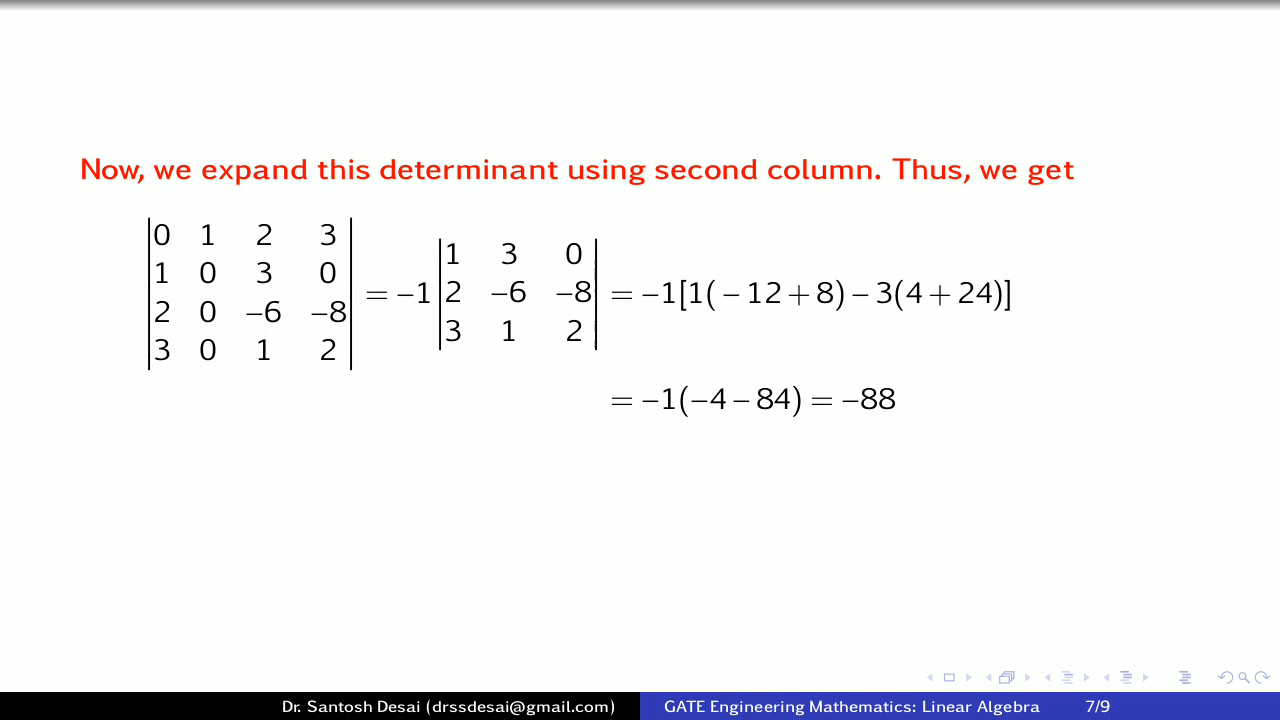 Now, we expand this determinant using second column. Thus, we get
|0 1 2 3|
|1 0 3 0|
|2 0 −6 −8|
|3 0 1 2|
= −1
|1 3 0|
|2 −6 −8|
|3 1 2|
= −1[1(−12+8)−3(4+24)]
= −1(−4−84) = −88
Dr. Santosh Desai (drssdesai@gmail.com) GATE Engineering Mathematics: Linear Algebra 7/9